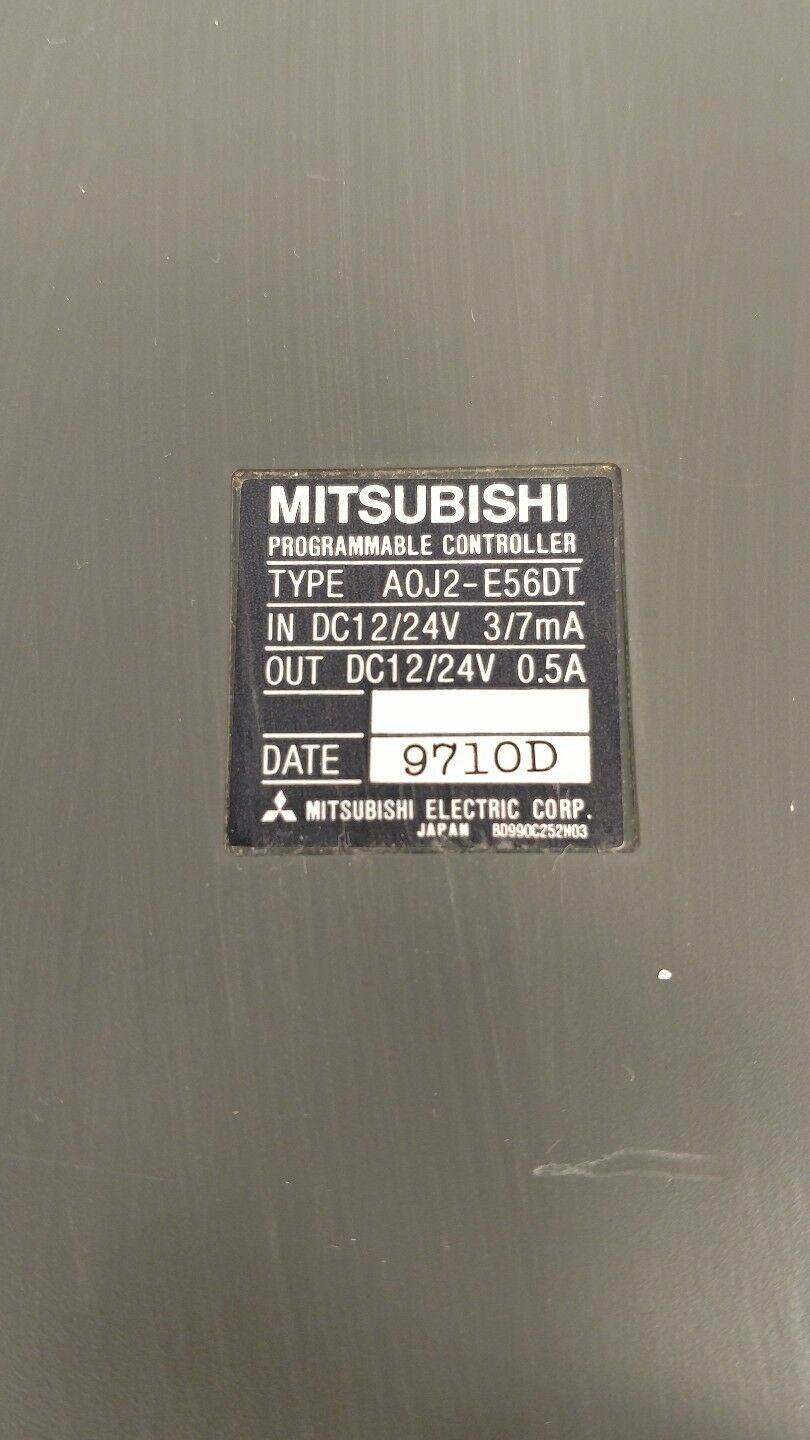 MITSUBISHI
PROGRAMMABLE CONTROLLER
TYPE A0J2-E56DT
IN DC12/24V 3/7mA
OUT DC12/24V 0.5A
DATE 9710D
MITSUBISHI ELECTRIC CORP.
JAPAN BD990C252H03